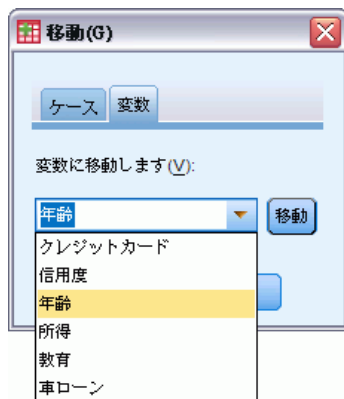 移動(G)
ケース 変数
変数に移動します(V):
年齢 移動
クレジットカード
信用度
年齢
所得
教育
車ローン